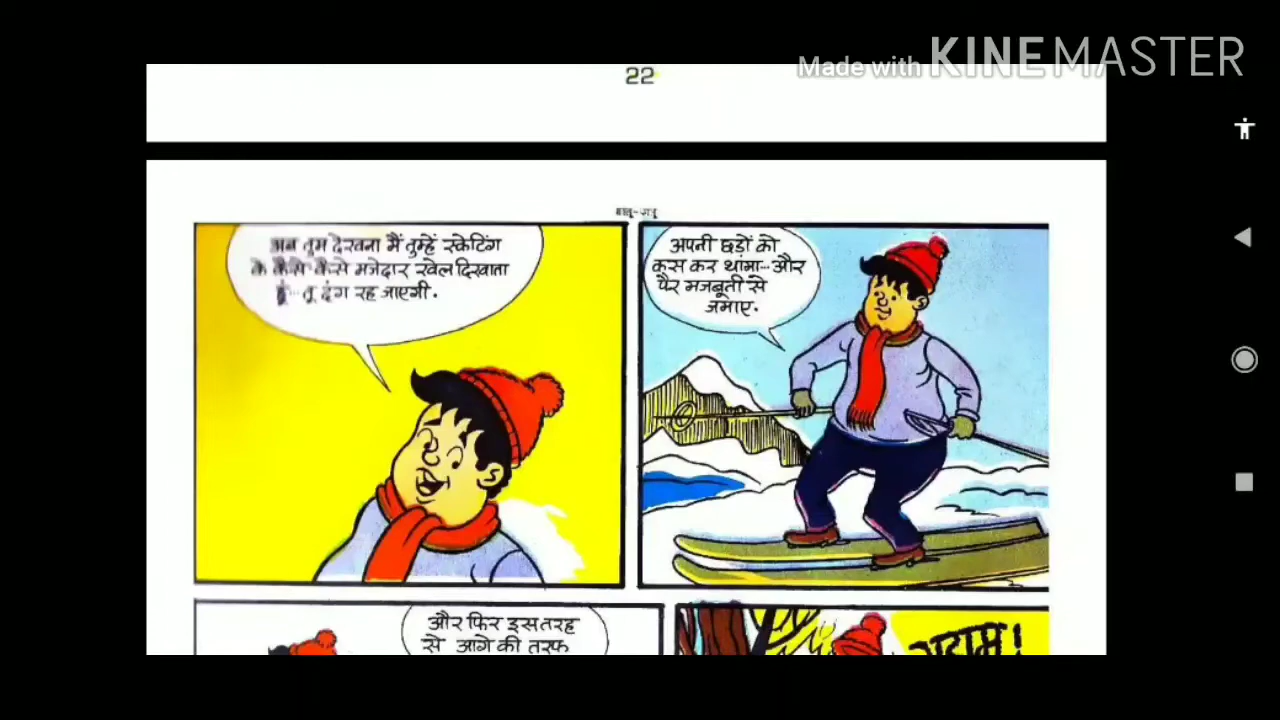 Made with KINEMASTER
22
अब तुम देखना मैं तुम्हें स्केटिंग
के कैसे कैसे मजेदार खेल दिखाता
हूं... तू दंग रह जाएगी.
अपनी छड़ों को
कस कर थांमा... और
पैर मजबूती से
जमाए.
और फिर इस तरह
से आगे की तरफ